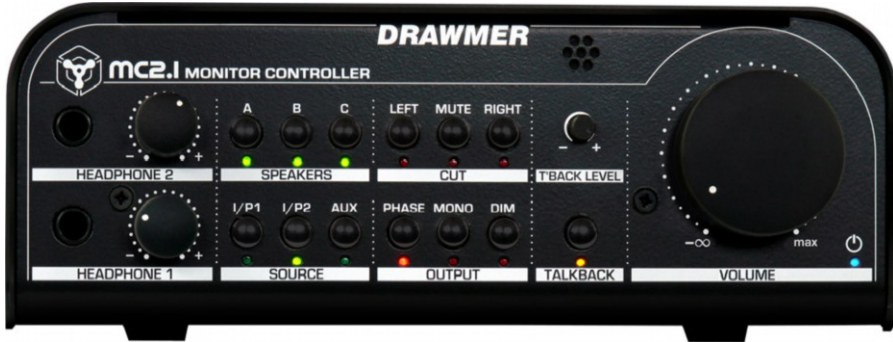 DRAWMER
MC2.1 MONITOR CONTROLLER
A B C LEFT MUTE RIGHT
- + - +
HEADPHONE 2 SPEAKERS CUT T'BACK LEVEL
I/P1 I/P2 AUX PHASE MONO DIM
- + -∞ max
HEADPHONE 1 SOURCE OUTPUT TALKBACK VOLUME